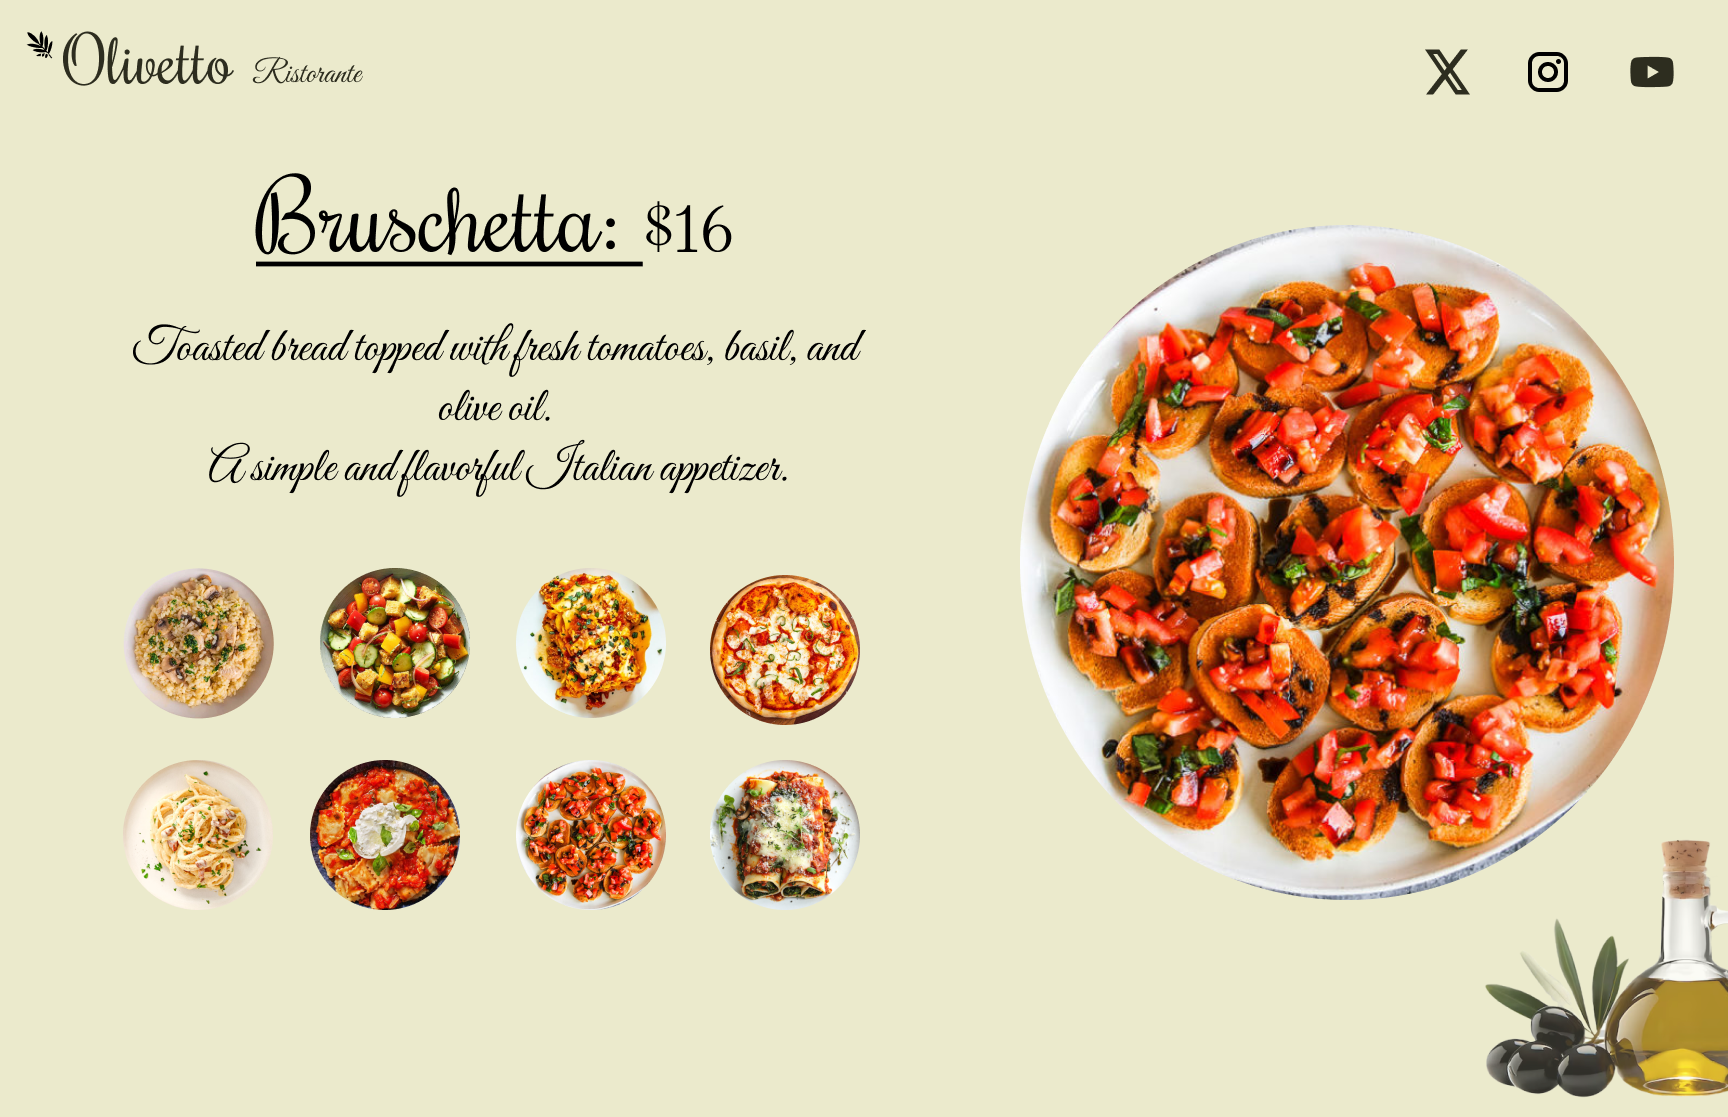 Olivetto Ristorante
Bruschetta: $16
Toasted bread topped with fresh tomatoes, basil, and
olive oil.
A simple and flavorful Italian appetizer.